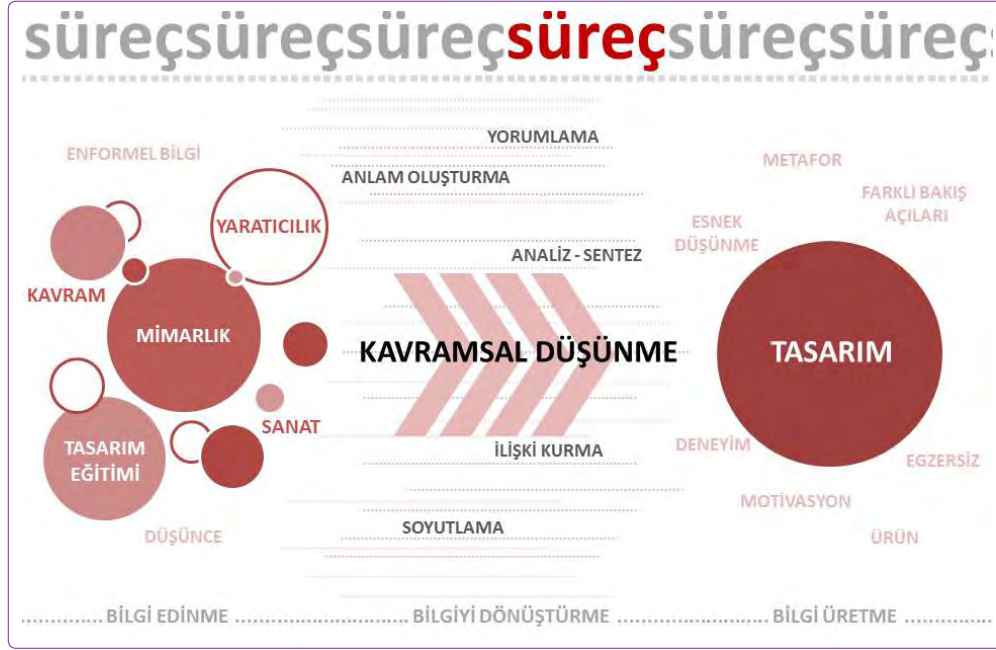 süreçsüreçsüreçsüreçsüreçsüreçs
YORUMLAMA
ENFORMEL BİLGİ
METAFOR
ANLAM OLUŞTURMA
FARKLI BAKIŞ
AÇILARI
YARATICILIK
ESNEK
DÜŞÜNME
ANALİZ - SENTEZ
KAVRAM
MİMARLIK
KAVRAMSAL DÜŞÜNME
TASARIM
SANAT
TASARIM
EĞİTİMİ
İLİŞKİ KURMA
DENEYİM
EGZERSİZ
MOTİVASYON
SOYUTLAMA
DÜŞÜNCE
ÜRÜN
BİLGİ EDİNME BİLGİYİ DÖNÜŞTÜRME BİLGİ ÜRETME